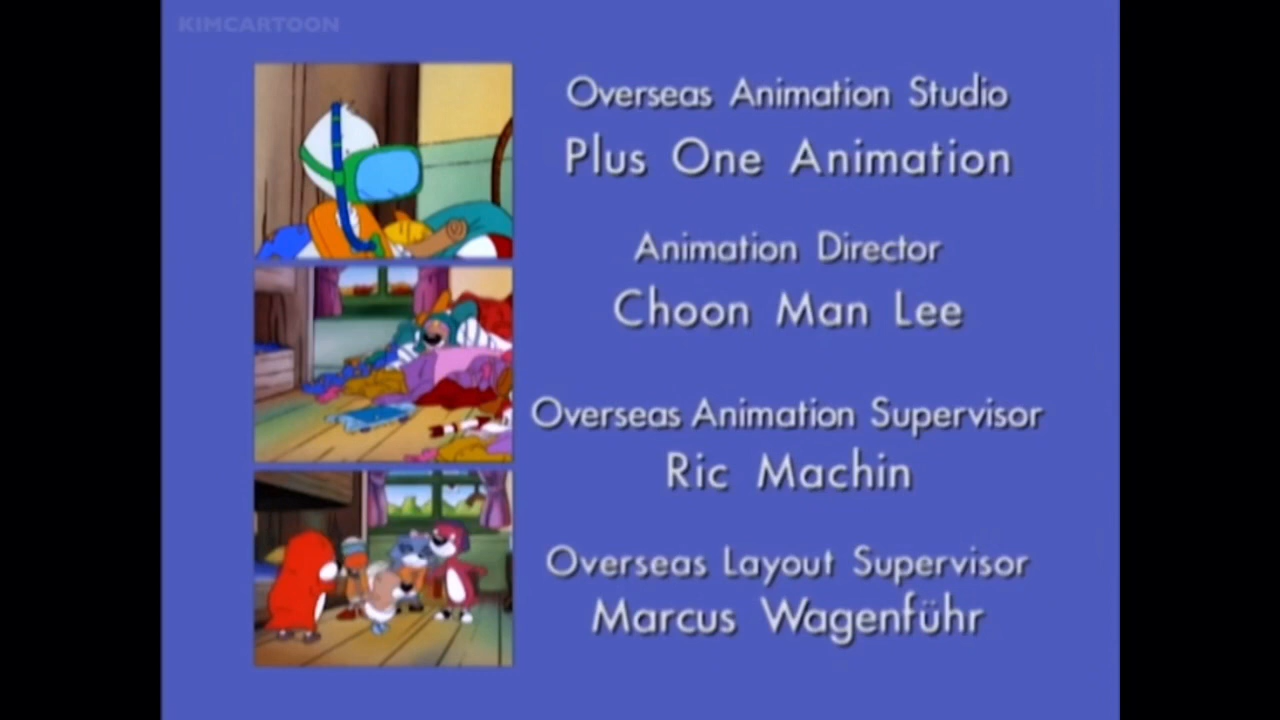 KIMCARTOON
Overseas Animation Studio
Plus One Animation
Animation Director
Choon Man Lee
Overseas Animation Supervisor
Ric Machin
Overseas Layout Supervisor
Marcus Wagenführ